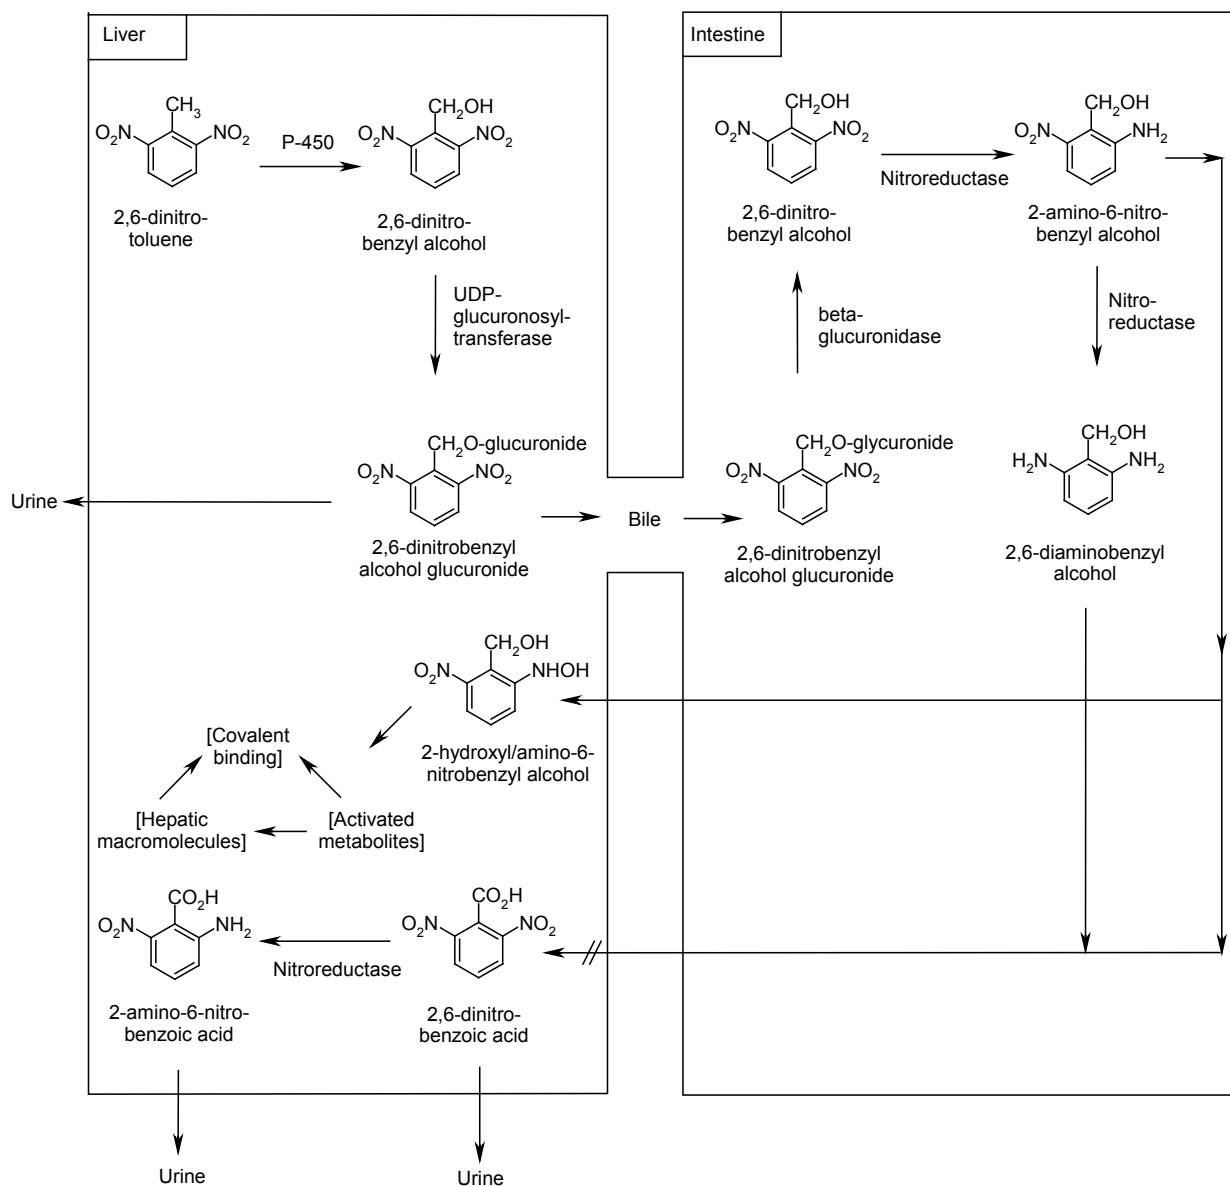 Liver
CH3
O2N NO2
2,6-dinitro-
toluene
P-450
CH2OH
O2N NO2
2,6-dinitro-
benzyl alcohol
UDP-
glucuronosyl-
transferase
CH2O-glucuronide
O2N NO2
2,6-dinitrobenzyl
alcohol glucuronide
Urine
Bile
CH2OH
NO2 NHOH
2-hydroxyl/amino-6-
nitrobenzyl alcohol
[Covalent
binding]
[Hepatic
macromolecules]
[Activated
metabolites]
CO2H
O2N NH2
2-amino-6-nitro-
benzoic acid
Nitroreductase
CO2H
O2N NO2
2,6-dinitro-
benzoic acid
Urine
Urine
Intestine
CH2OH
O2N NO2
2,6-dinitro-
benzyl alcohol
Nitroreductase
CH2OH
O2N NH2
2-amino-6-nitro-
benzyl alcohol
beta-
glucuronidase
Nitro-
reductase
CH2O-glycuronide
O2N NO2
2,6-dinitrobenzyl
alcohol glucuronide
CH2OH
H2N NH2
2,6-diaminobenzyl
alcohol